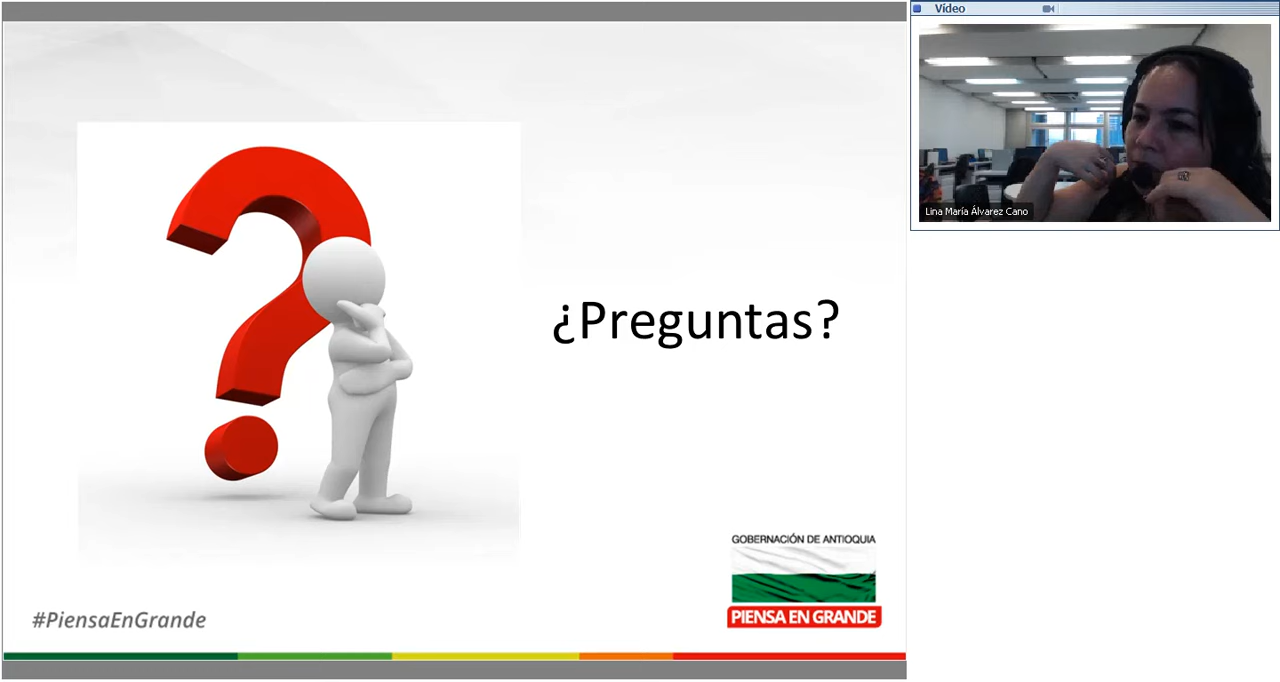 Vídeo
Lina María Álvarez Cano
¿Preguntas?
GOBERNACIÓN DE ANTIOQUIA
PIENSA EN GRANDE
#PiensaEnGrande